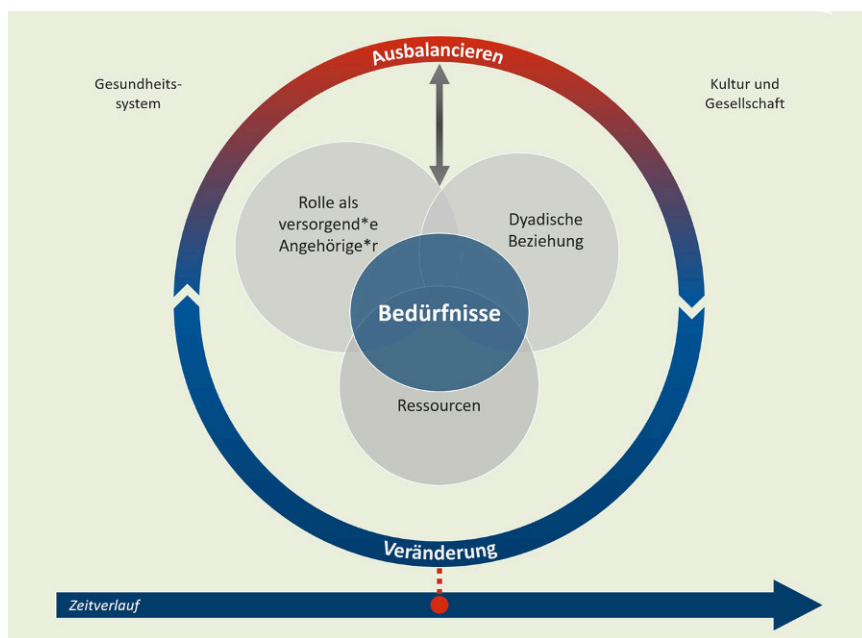 Ausbalancieren
Gesundheits-
system
Kultur und
Gesellschaft
Rolle als
versorgend*e
Angehörige*r
Dyadische
Beziehung
Bedürfnisse
Ressourcen
Veränderung
Zeitverlauf